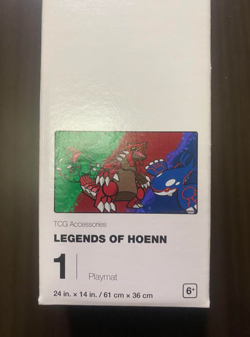 TCG Accessories
LEGENDS OF HOENN
1 | Playmat
24 in. x 14 in. / 61 cm x 36 cm
6+